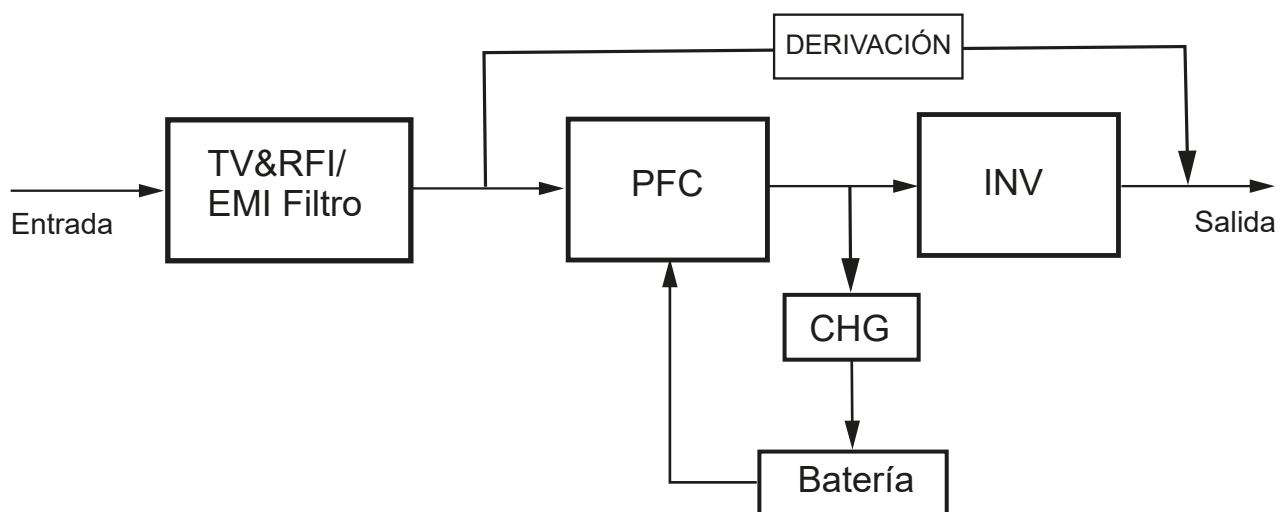 DERIVACIÓN
TV&RFI/
EMI Filtro
PFC
INV
Entrada
Salida
CHG
Batería